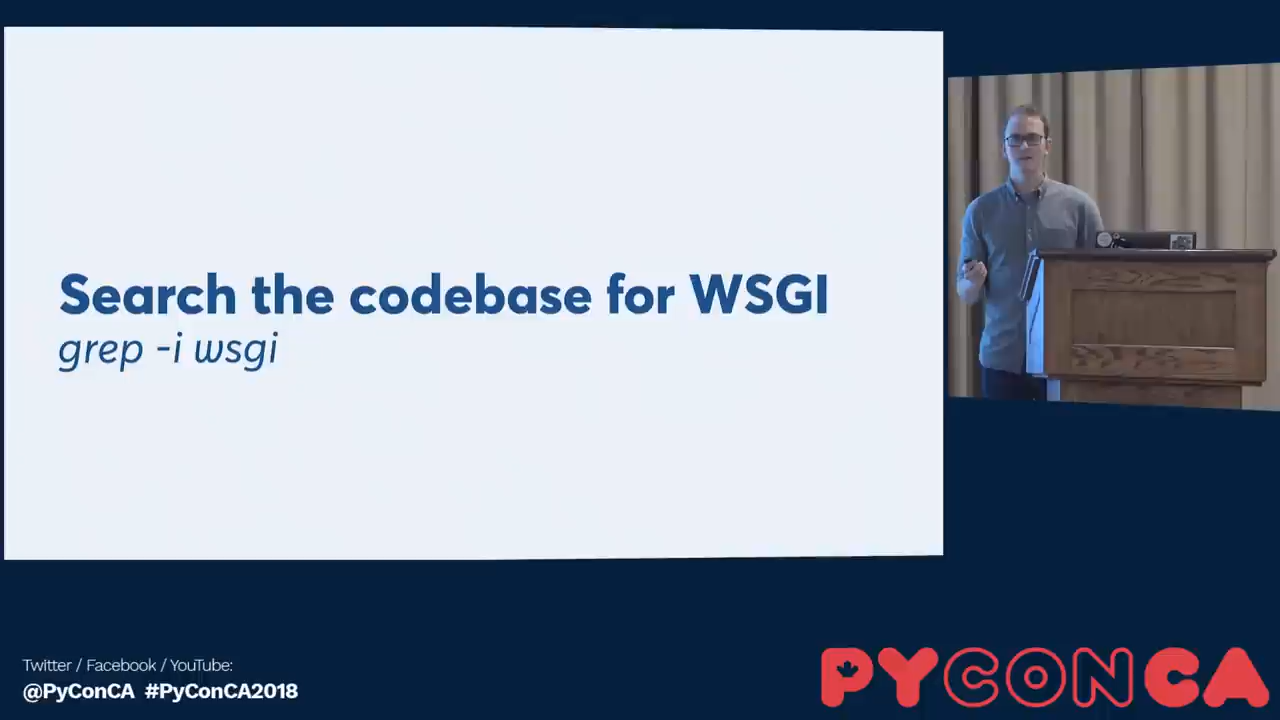 Search the codebase for WSGI
grep -i wsgi
Twitter / Facebook / YouTube:
@PyConCA #PyConCA2018
PYCONCA